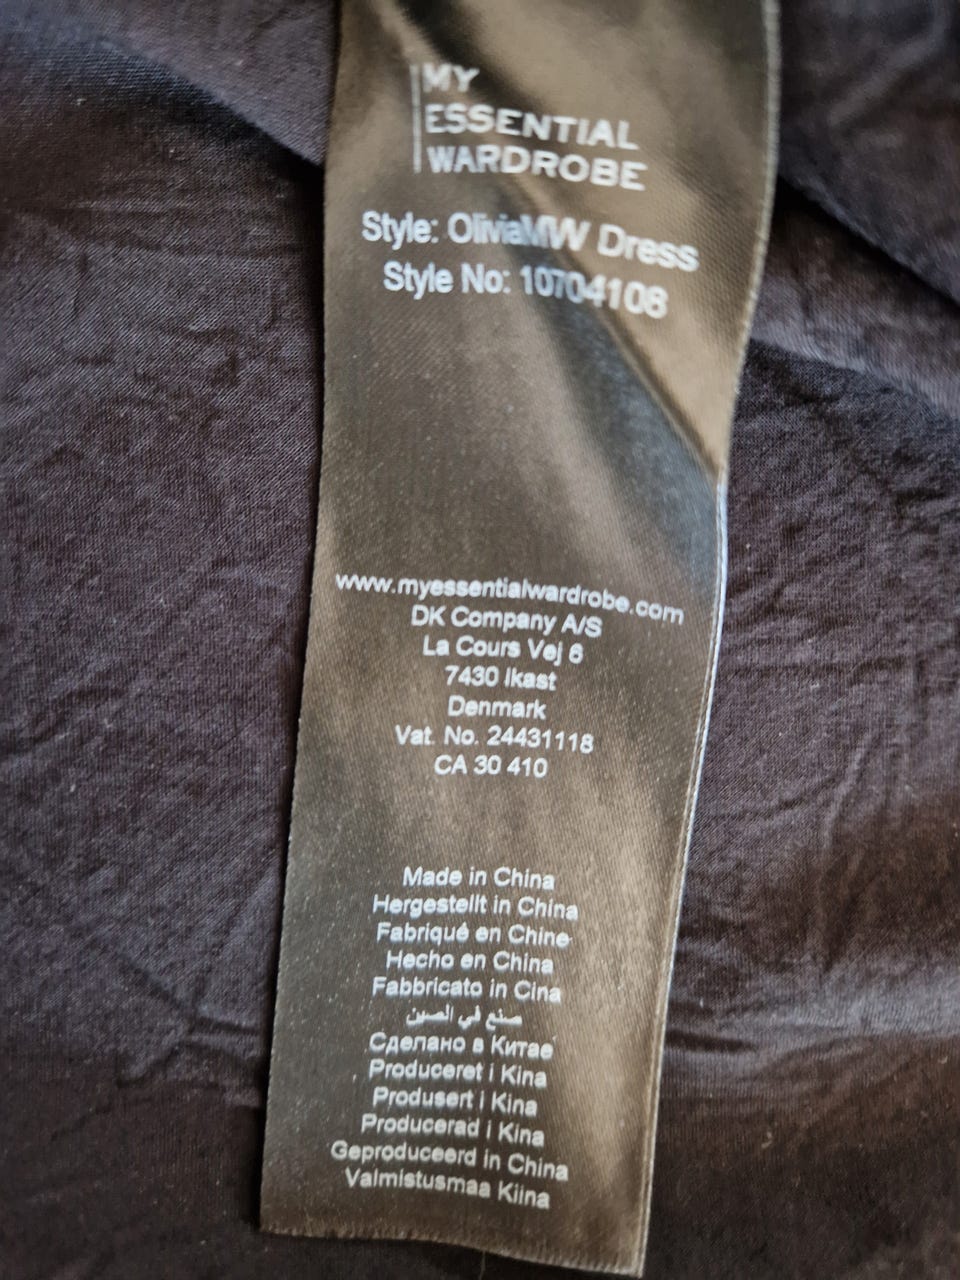 MY
ESSENTIAL
WARDROBE
Style: OliviaMW Dress
Style No: 10704108
www.myessentialwardrobe.com
DK Company A/S
La Cours Vej 6
7430 Ikast
Denmark
Vat. No. 24431118
CA 30 410
Made in China
Hergestellt in China
Fabriqué en Chine
Hecho en China
Fabbricato in Cina
صنع في الصين
Сделано в Китае
Produceret i Kina
Produsert i Kina
Producerad i Kina
Geproduceerd in China
Valmistusmaa Kiina